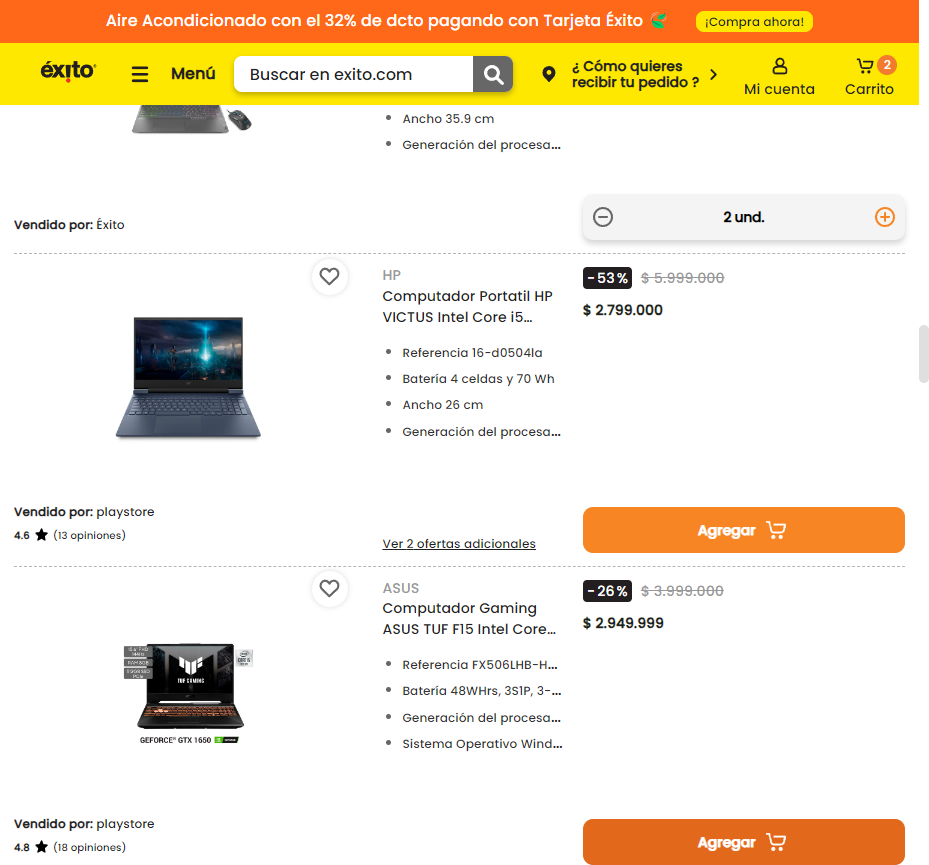 Aire Acondicionado con el 32% de dcto pagando con Tarjeta Éxito
¡Compra ahora!
éxito
Menú
Buscar en exito.com
¿ Cómo quieres
recibir tu pedido ?
Mi cuenta
2
Carrito
Ancho 35.9 cm
Generación del procesa...
Vendido por: Éxito
2 und.
HP
Computador Portatil HP
VICTUS Intel Core i5...
Referencia 16-d0504la
Batería 4 celdas y 70 Wh
Ancho 26 cm
Generación del procesa...
-53%
$ 5.999.000
$ 2.799.000
Vendido por: playstore
4.6 (13 opiniones)
Ver 2 ofertas adicionales
Agregar
ASUS
Computador Gaming
ASUS TUF F15 Intel Core...
Referencia FX506LHB-H...
Batería 48WHrs, 3S1P, 3-...
Generación del procesa...
Sistema Operativo Wind...
-26%
$ 3.999.000
$ 2.949.999
TUF GAMING
GEFORCE® GTX 1650
Vendido por: playstore
4.8 (18 opiniones)
Agregar